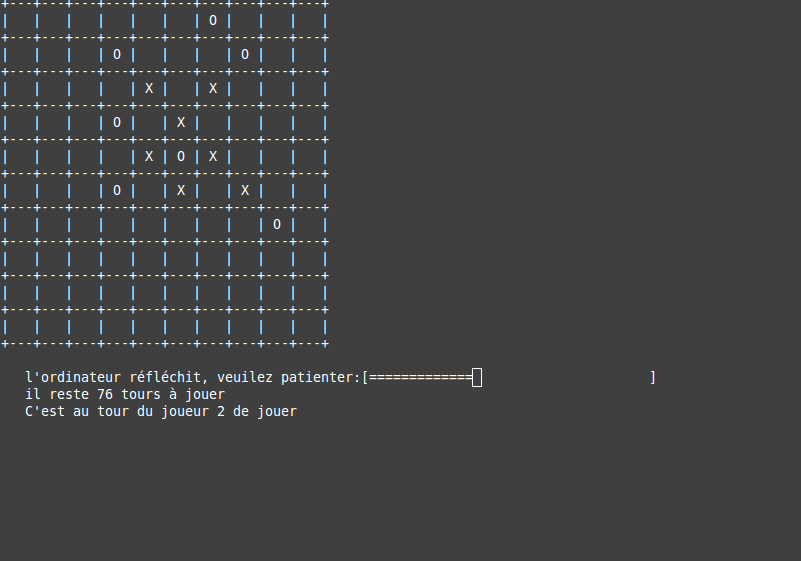 +---+---+---+---+---+---+---+---+---+---+
|   |   |   |   |   |   | O |   |   |   |
+---+---+---+---+---+---+---+---+---+---+
|   |   |   | O |   |   |   | O |   |   |
+---+---+---+---+---+---+---+---+---+---+
|   |   |   |   | X |   | X |   |   |   |
+---+---+---+---+---+---+---+---+---+---+
|   |   |   | O |   | X |   |   |   |   |
+---+---+---+---+---+---+---+---+---+---+
|   |   |   |   | X | O | X |   |   |   |
+---+---+---+---+---+---+---+---+---+---+
|   |   |   | O |   | X |   | X |   |   |
+---+---+---+---+---+---+---+---+---+---+
|   |   |   |   |   |   |   |   | O |   |
+---+---+---+---+---+---+---+---+---+---+
|   |   |   |   |   |   |   |   |   |   |
+---+---+---+---+---+---+---+---+---+---+
|   |   |   |   |   |   |   |   |   |   |
+---+---+---+---+---+---+---+---+---+---+
|   |   |   |   |   |   |   |   |   |   |
+---+---+---+---+---+---+---+---+---+---+
l'ordinateur réfléchit, veuilez patienter:[=============                      ]
il reste 76 tours à jouer
C'est au tour du joueur 2 de jouer